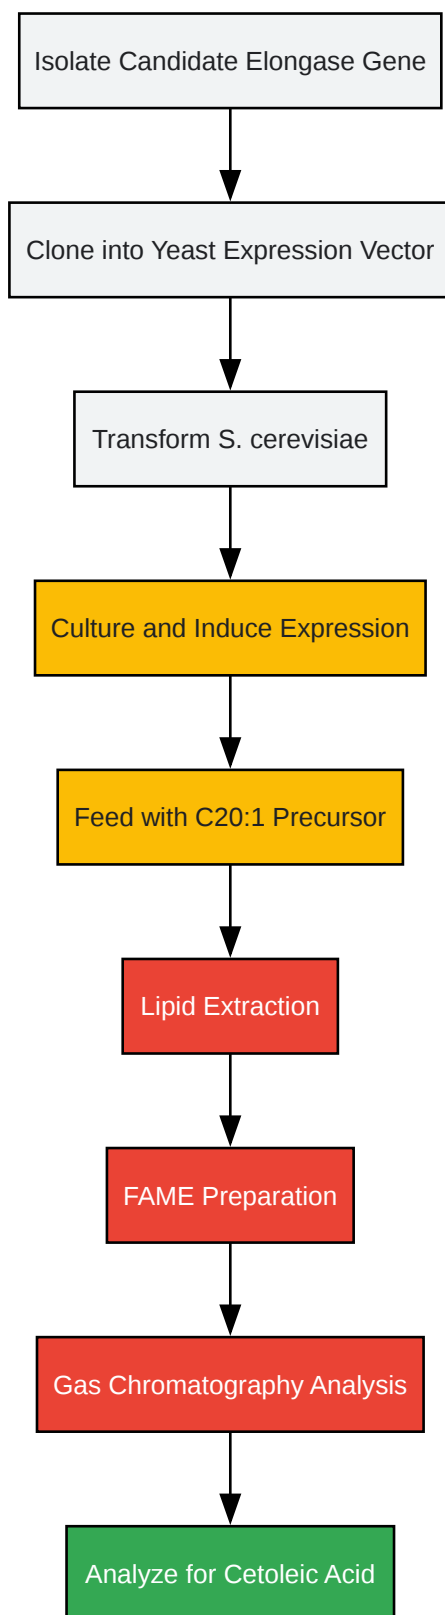 Isolate Candidate Elongase Gene
Clone into Yeast Expression Vector
Transform S. cerevisiae
Culture and Induce Expression
Feed with C20:1 Precursor
Lipid Extraction
FAME Preparation
Gas Chromatography Analysis
Analyze for Cetoleic Acid